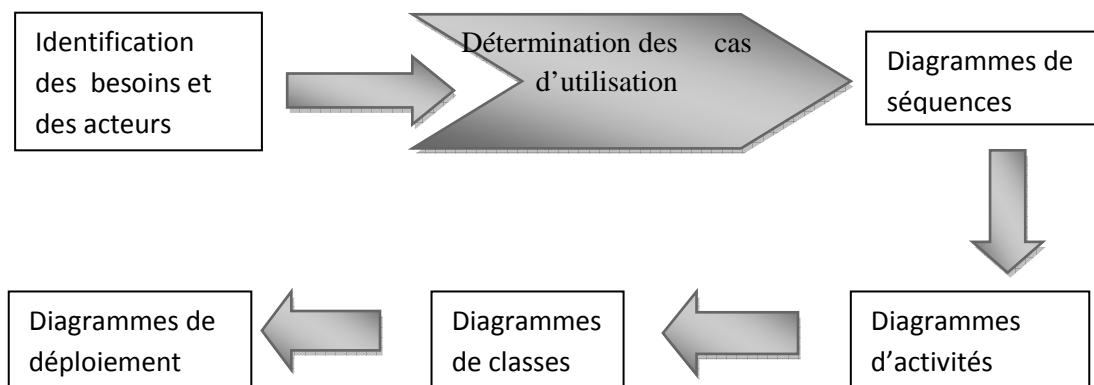 Identification
des besoins et
des acteurs
Détermination des cas
d’utilisation
Diagrammes de
séquences
Diagrammes
d’activités
Diagrammes
de classes
Diagrammes de
déploiement